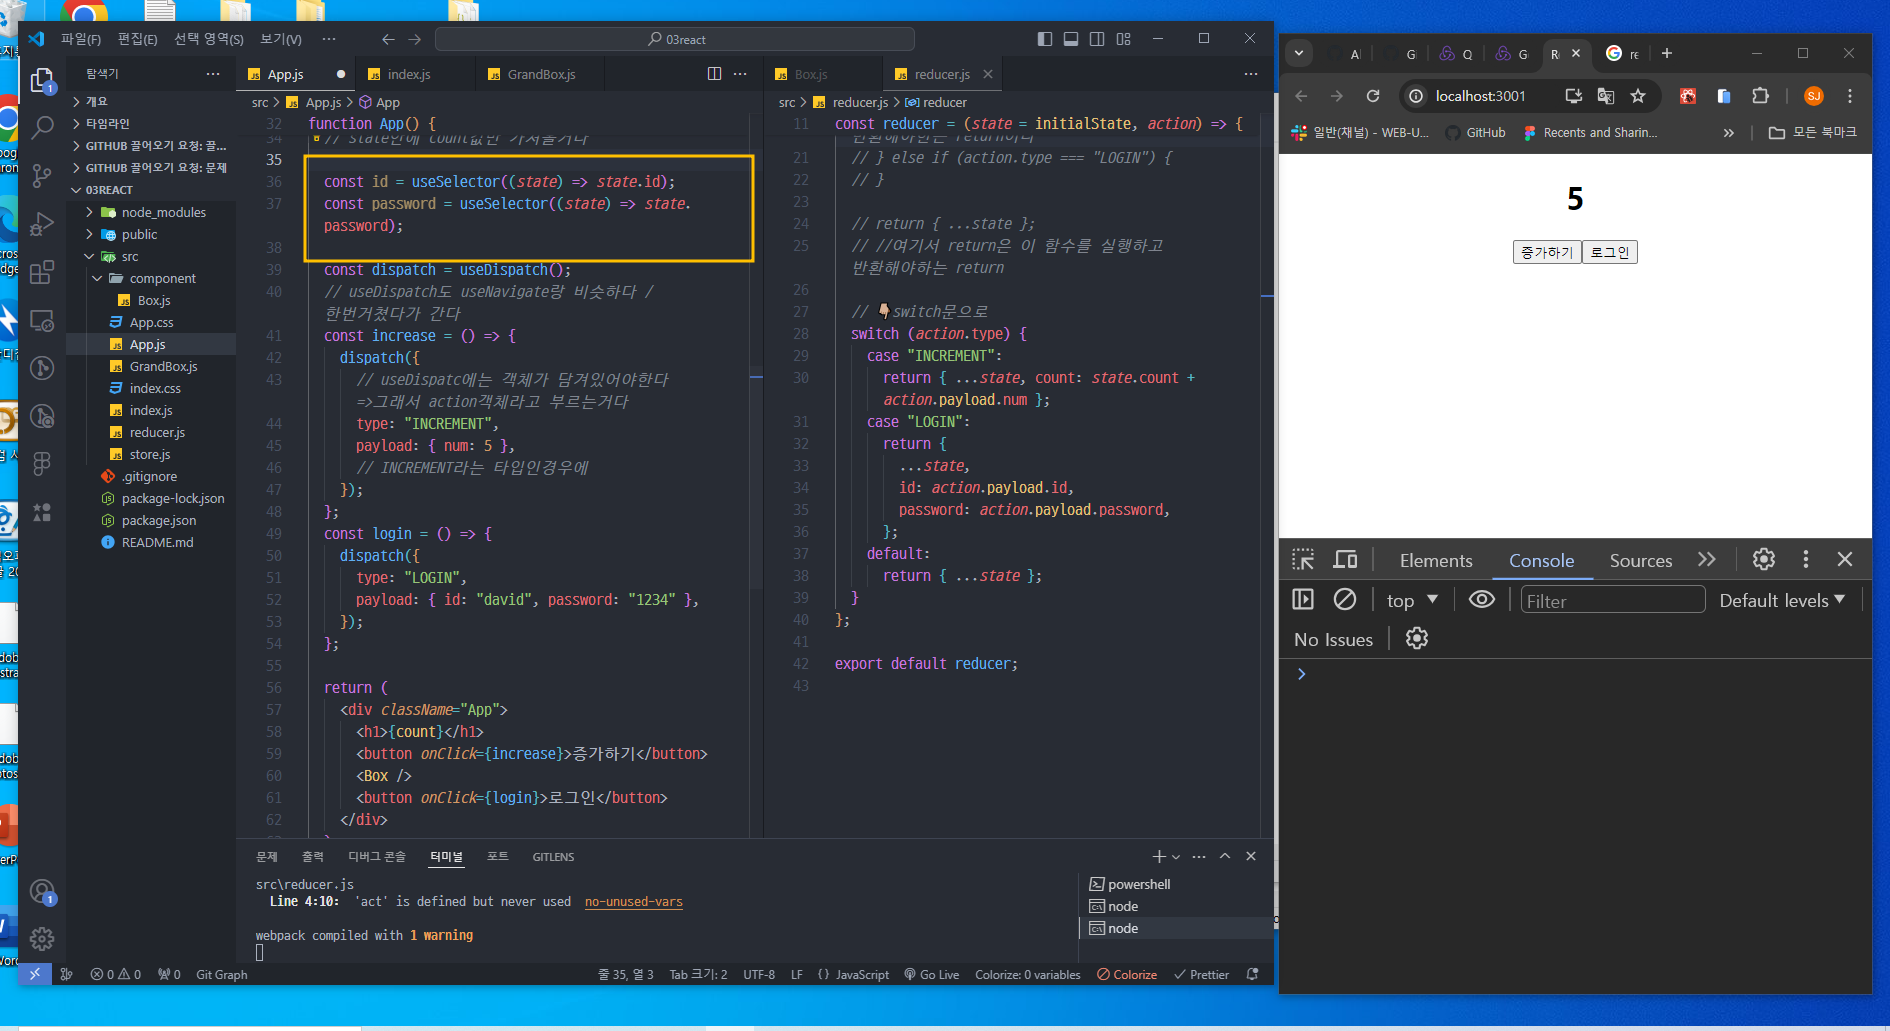 파일(F) 편집(E) 선택 영역(S) 보기(V) ···
03react
탐색기 ···
개요
타임라인
GITHUB 끌어오기 요청: 끌...
GITHUB 끌어오기 요청: 문제
03REACT
node_modules
public
src
component
Box.js
App.css
App.js
GrandBox.js
index.css
index.js
reducer.js
store.js
.gitignore
package-lock.json
package.json
README.md
App.js index.js GrandBox.js
src > App.js > App
32 function App() {
34 // state안에 count값만 가져올거다
35
36 const id = useSelector((state) => state.id);
37 const password = useSelector((state) => state.
password);
38
39 const dispatch = useDispatch();
40 // useDispatch도 useNavigate랑 비슷하다 /
한번거쳤다가 간다
41 const increase = () => {
42 dispatch({
43 // useDispatc에는 객체가 담겨있어야한다
=>그래서 action객체라고 부르는거다
44 type: "INCREMENT",
45 payload: { num: 5 },
46 // INCREMENT라는 타입인경우에
47 });
48 };
49 const login = () => {
50 dispatch({
51 type: "LOGIN",
52 payload: { id: "david", password: "1234" },
53 });
54 };
55
56 return (
57 <div className="App">
58 <h1>{count}</h1>
59 <button onClick={increase}>증가하기</button>
60 <Box />
61 <button onClick={login}>로그인</button>
62 </div>
Box.js reducer.js
src > reducer.js > reducer
11 const reducer = (state = initialState, action) => {
반환해야하는 return이다
21 // } else if (action.type === "LOGIN") {
22 // }
23
24 // return { ...state };
25 // //여기서 return은 이 함수를 실행하고
반환해야하는 return
26
27 // 👇switch문으로
28 switch (action.type) {
29 case "INCREMENT":
30 return { ...state, count: state.count +
action.payload.num };
31 case "LOGIN":
32 return {
33 ...state,
34 id: action.payload.id,
35 password: action.payload.password,
36 };
37 default:
38 return { ...state };
39 }
40 };
41
42 export default reducer;
43
문제 출력 디버그 콘솔 터미널 포트 GITLENS
src\reducer.js
Line 4:10: 'act' is defined but never used no-unused-vars
webpack compiled with 1 warning
powershell
node
node
0 0 0 Git Graph 줄 35, 열 3 Tab 크기: 2 UTF-8 LF {} JavaScript Go Live Colorize: 0 variables Colorize Prettier
localhost:3001
SJ
일반(채널) - WEB-U... GitHub Recents and Sharin... » 모든 북마크
5
증가하기 로그인
Elements Console Sources
top Filter Default levels
No Issues